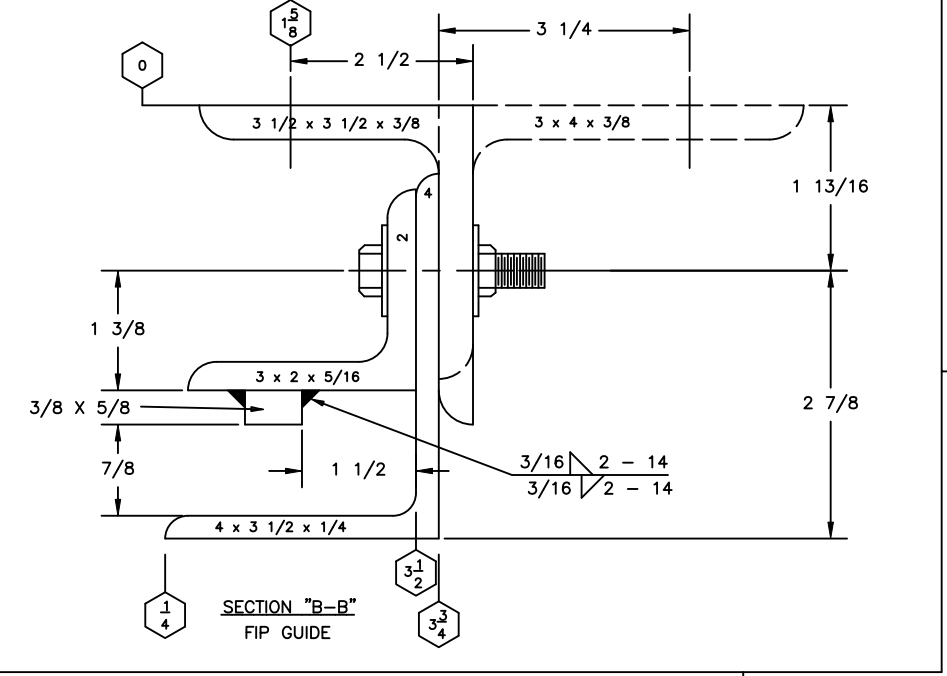 1 5/8
3 1/4
2 1/2
0
3 1/2 x 3 1/2 x 3/8
3 x 4 x 3/8
1 13/16
4
2
1 3/8
3 x 2 x 5/16
3/8 X 5/8
2 7/8
7/8
1 1/2
3/16 2 - 14
3/16 2 - 14
4 x 3 1/2 x 1/4
3 1/2
1/4
SECTION "B-B"
3 3/4
FIP GUIDE